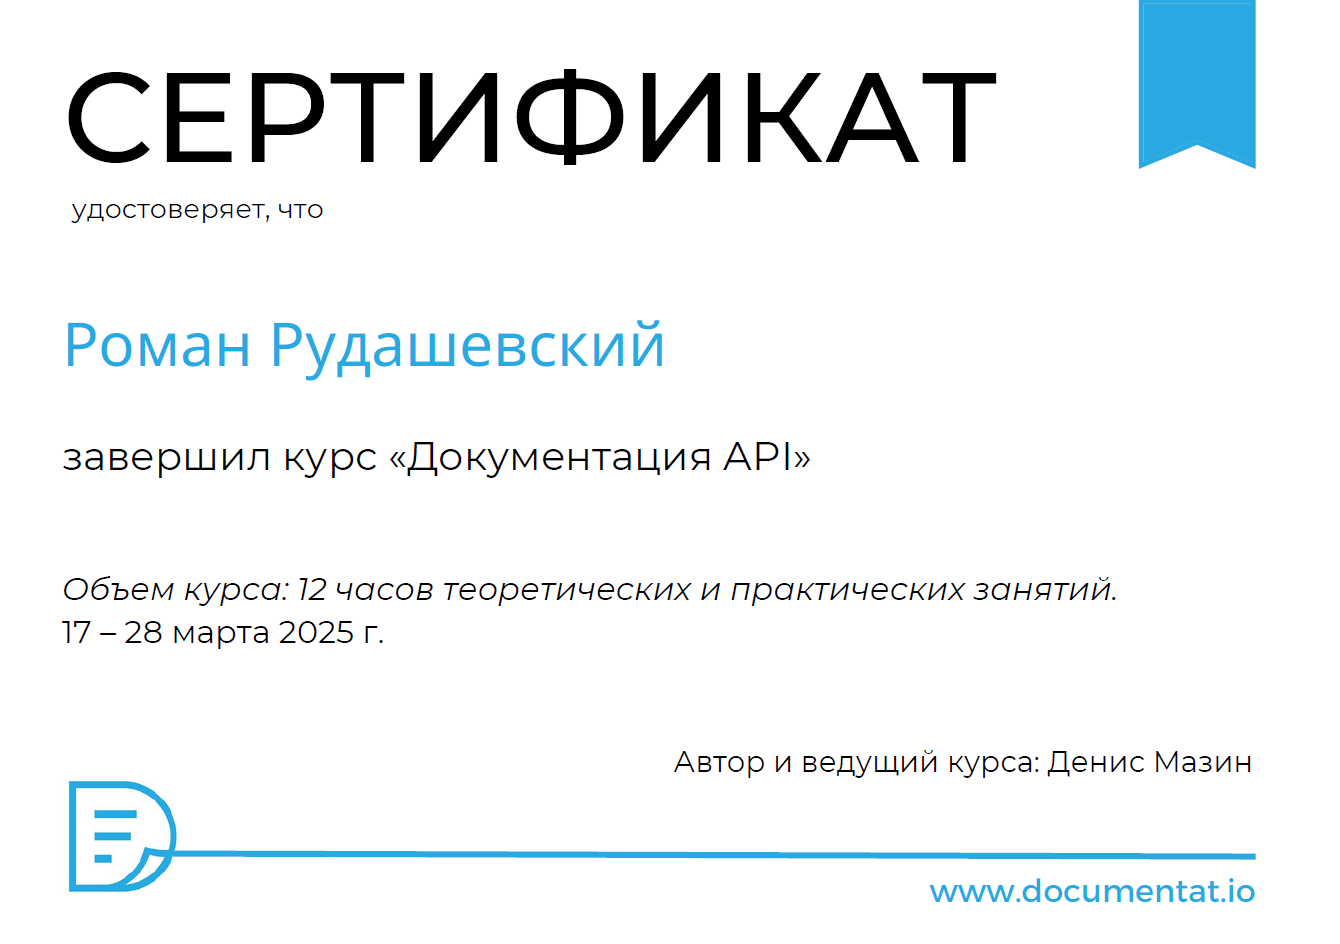 СЕРТИФИКАТ
удостоверяет, что
Роман Рудашевский
завершил курс «Документация API»
Объем курса: 12 часов теоретических и практических занятий.
17 – 28 марта 2025 г.
Автор и ведущий курса: Денис Мазин
www.documentat.io